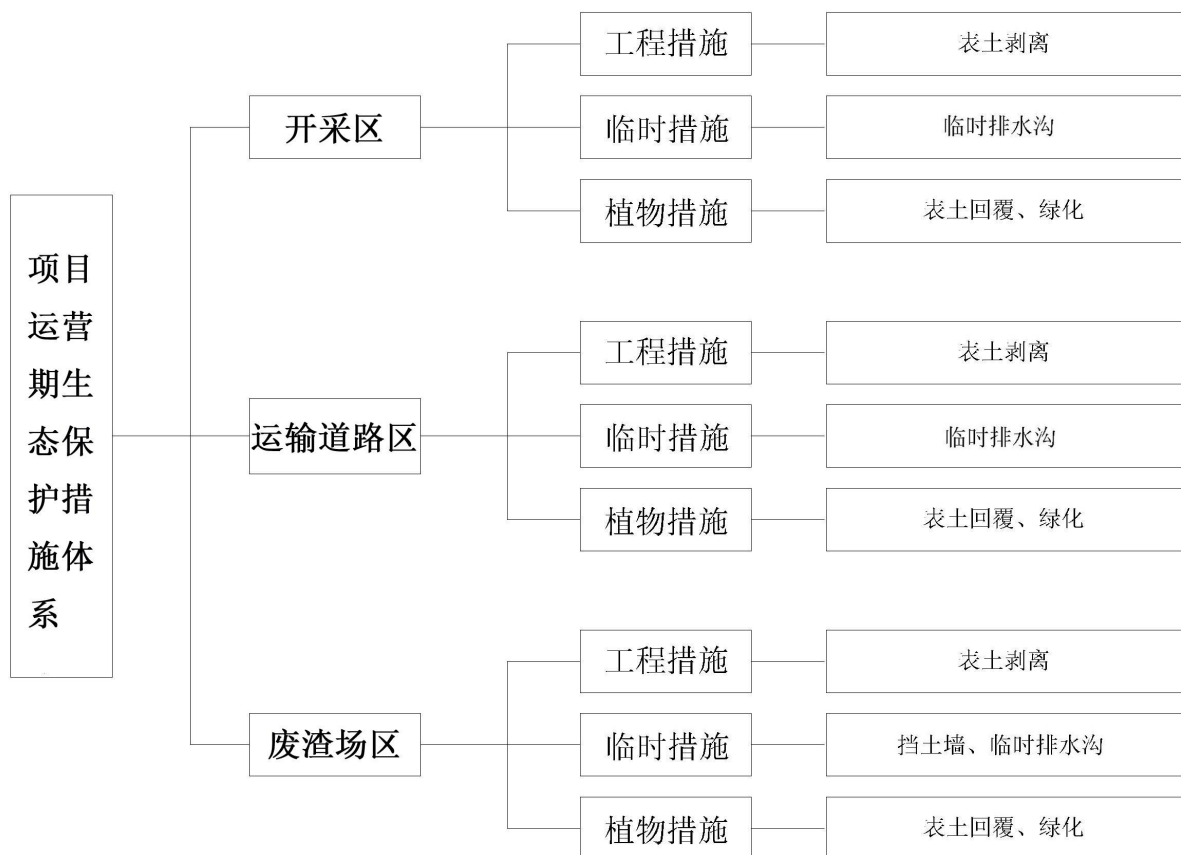 项目
运营
期生
态保
护措
施体
系
开采区
工程措施
表土剥离
临时措施
临时排水沟
植物措施
表土回覆、绿化
运输道路区
工程措施
表土剥离
临时措施
临时排水沟
植物措施
表土回覆、绿化
废渣场区
工程措施
表土剥离
临时措施
挡土墙、临时排水沟
植物措施
表土回覆、绿化